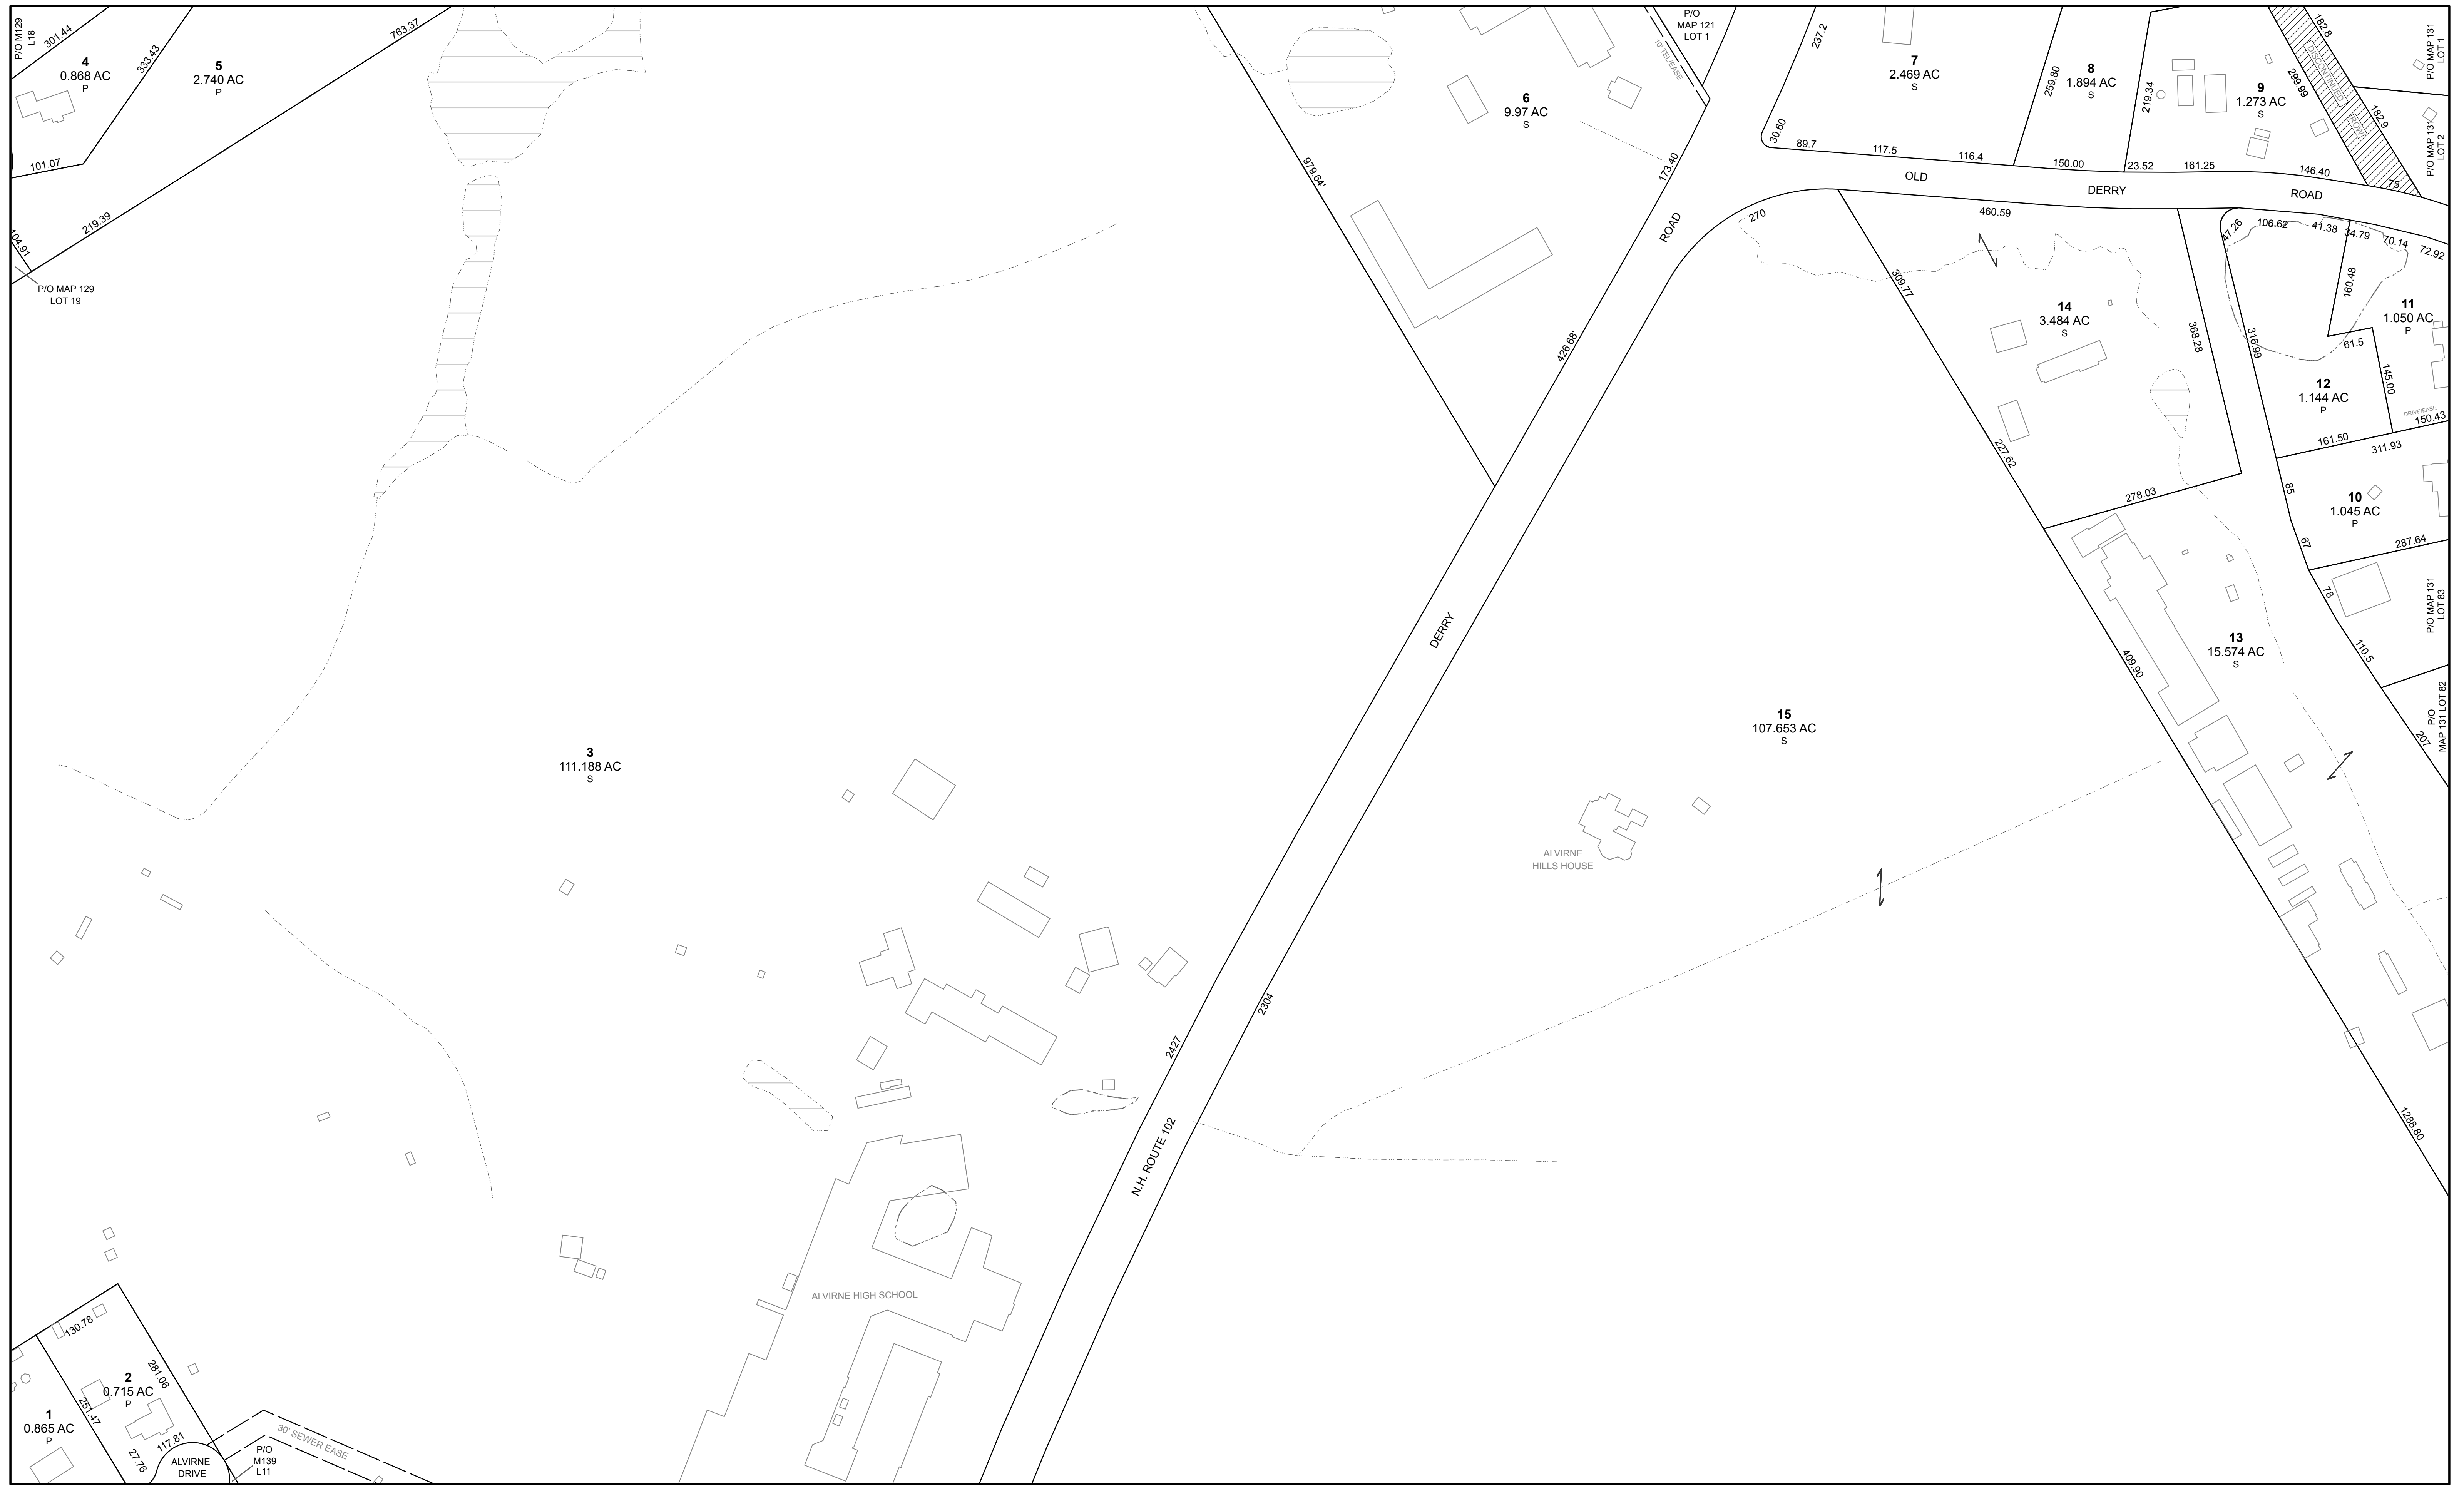 P/O M129
L18
301.44
4
0.868 AC
P
333.43
5
2.740 AC
P
763.37
101.07
219.39
104.91
P/O MAP 129
LOT 19
979.64'
6
9.97 AC
S
10' TEL/EASE
P/O
MAP 121
LOT 1
173.40
426.68'
ROAD
237.2
30.60
89.7
7
2.469 AC
S
117.5
116.4
259.80
8
1.894 AC
S
150.00
219.34
9
1.273 AC
S
23.52
161.25
146.40
299.99
DISCONTINUED
ROW
182.8
182.9
75
P/O MAP 131
LOT 1
P/O MAP 131
LOT 2
OLD
DERRY
ROAD
270
460.59
309.77
14
3.484 AC
S
368.28
227.62
278.03
47.26
106.62
41.38
34.79
70.14
72.92
160.48
316.99
61.5
11
1.050 AC
P
12
1.144 AC
P
145.00
DRIVE/EASE
150.43
161.50
311.93
85
10
1.045 AC
P
67
287.64
78
P/O MAP 131
LOT 83
110.5
P/O
MAP 131 LOT 82
207
13
15.574 AC
S
409.90
1288.80
DERRY
15
107.653 AC
S
ALVIRNE
HILLS HOUSE
3
111.188 AC
S
2304
2427
N.H. ROUTE 102
ALVIRNE HIGH SCHOOL
130.78
281.06
2
0.715 AC
P
251.47
1
0.865 AC
P
27.76
117.81
ALVIRNE
DRIVE
P/O
M139
L11
30' SEWER EASE